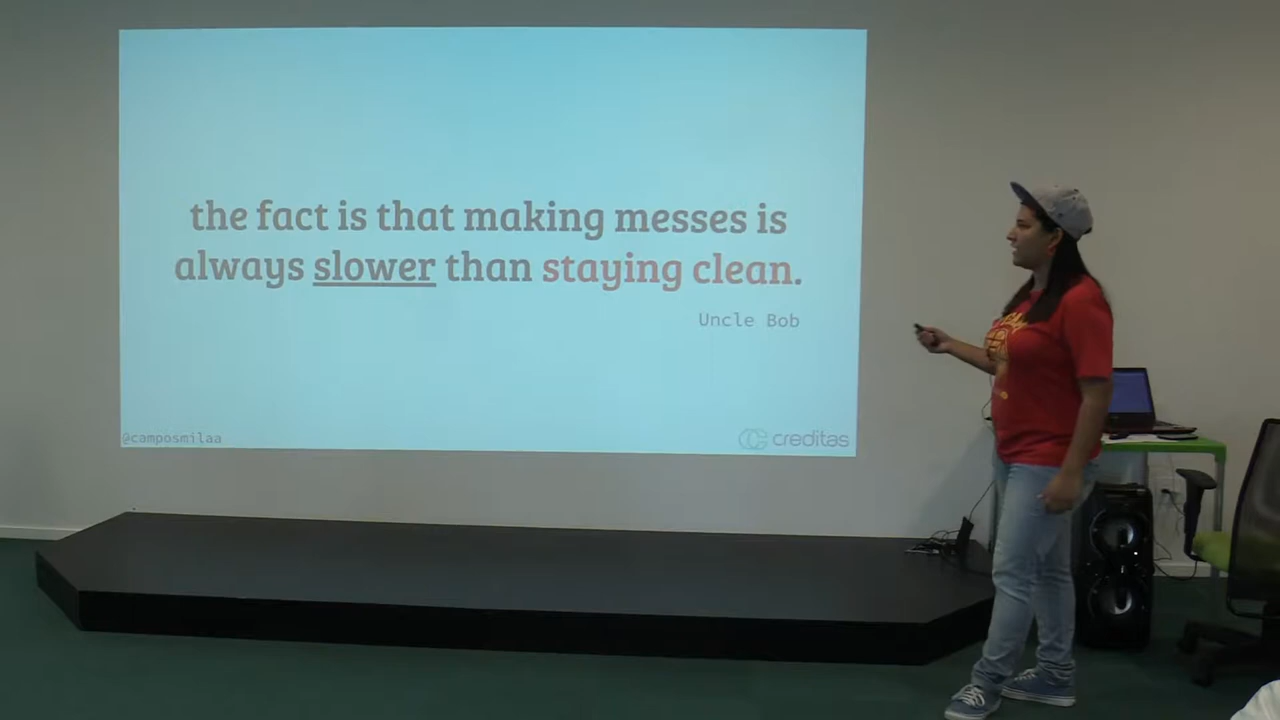 the fact is that making messes is
always slower than staying clean.
Uncle Bob
@camposmilaa
creditas